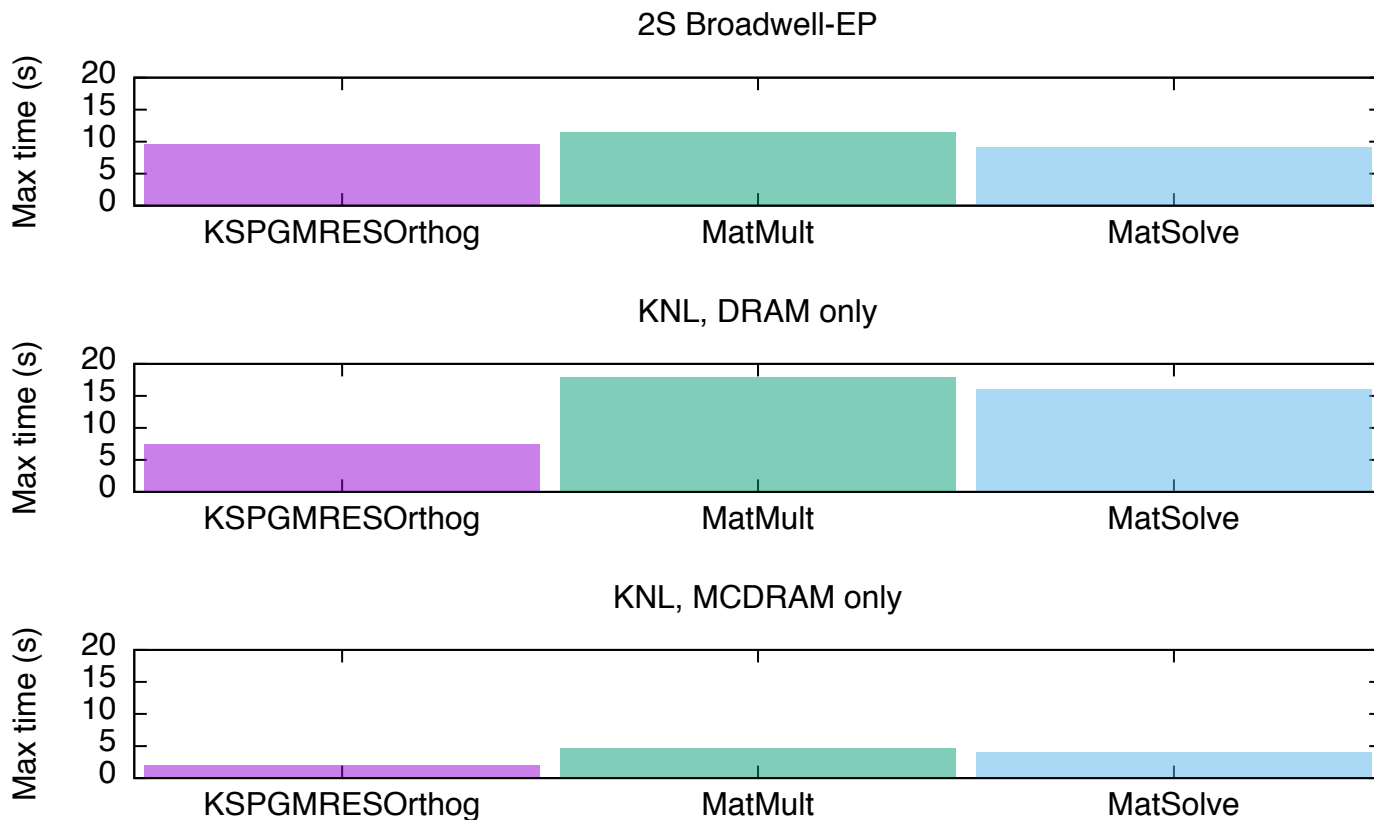 2S Broadwell-EP
Max time (s)
20
15
10
5
0
KSPGMRESOrthog MatMult MatSolve
KNL, DRAM only
Max time (s)
20
15
10
5
0
KSPGMRESOrthog MatMult MatSolve
KNL, MCDRAM only
Max time (s)
20
15
10
5
0
KSPGMRESOrthog MatMult MatSolve